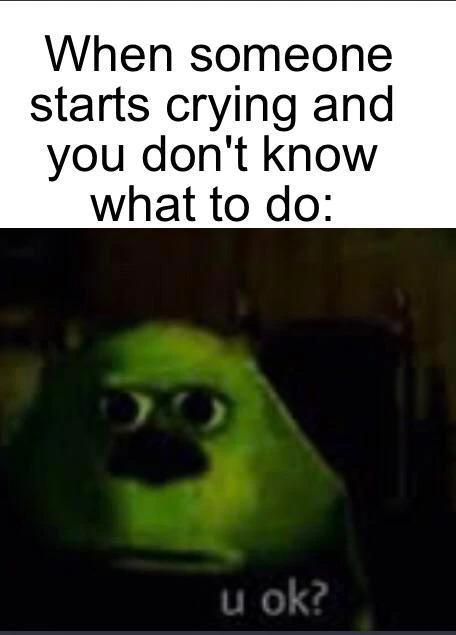 When someone
starts crying and
you don't know
what to do:
u ok?